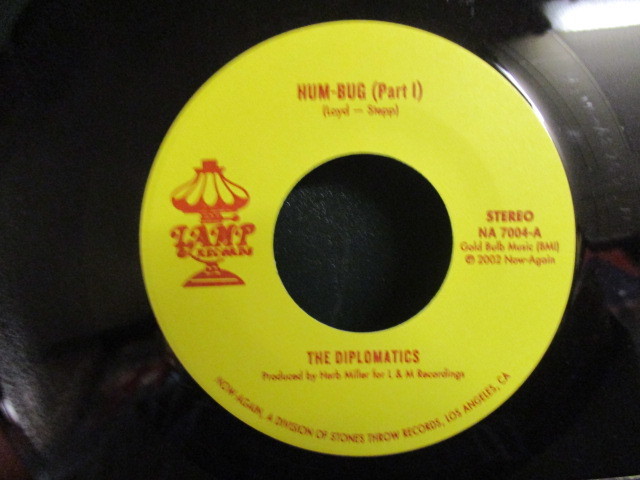 HUM-BUG (Part I)
(Loyd — Stepp)
LAMP
RECORDS
STEREO
NA 7004-A
Gold Bulb Music (BMI)
℗ 2002 Now-Again
THE DIPLOMATICS
Produced by Herb Miller for L & M Recordings
NOW-AGAIN, A DIVISION OF STONES THROW RECORDS, LOS ANGELES, CA